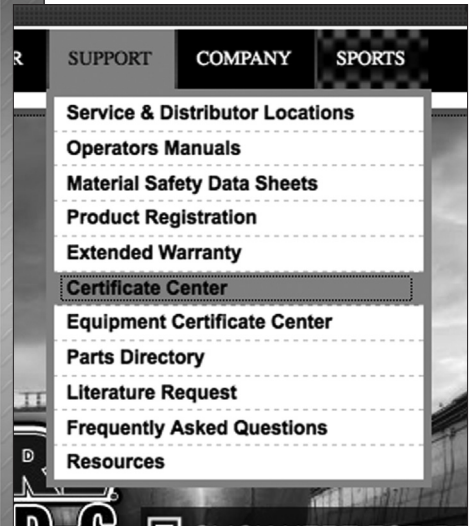 R SUPPORT COMPANY SPORTS
Service & Distributor Locations
Operators Manuals
Material Safety Data Sheets
Product Registration
Extended Warranty
Certificate Center
Equipment Certificate Center
Parts Directory
Literature Request
Frequently Asked Questions
Resources